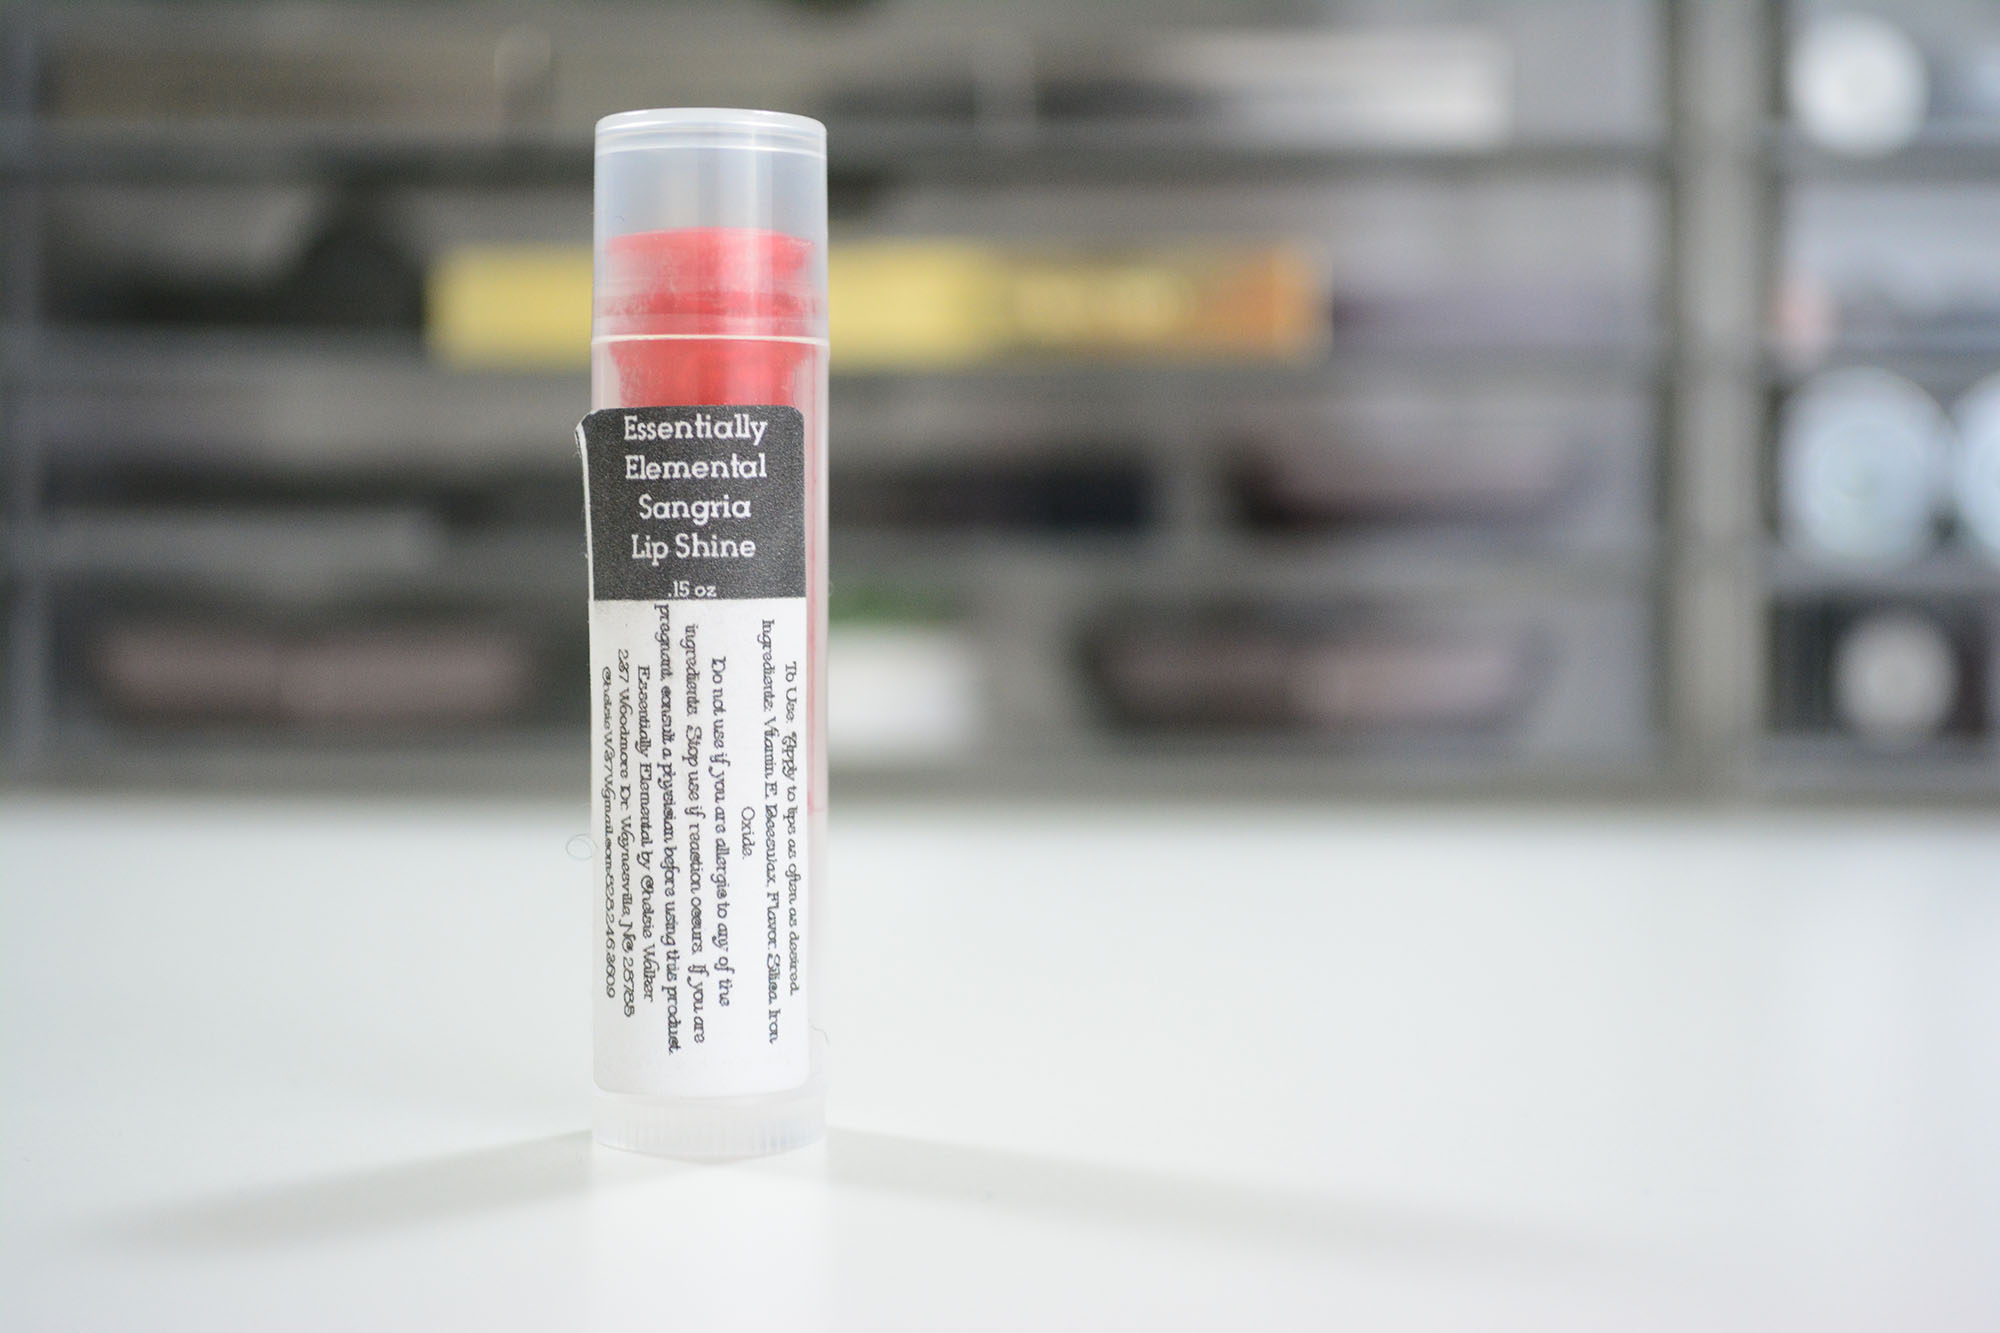 Essentially
Elemental
Sangria
Lip Shine
.15 oz
To Use: Apply to lips as often as desired.
Ingredients: Vitamin E, Beeswax, Flavor, Silica, Iron
Oxide.
Do not use if you are allergic to any of the
ingredients. Stop use if reaction occurs. If you are
pregnant, consult a physician before using this product.
Essentially Elemental by Chelsie Walker
237 Woodmore Dr. Waynesville, NC, 28785